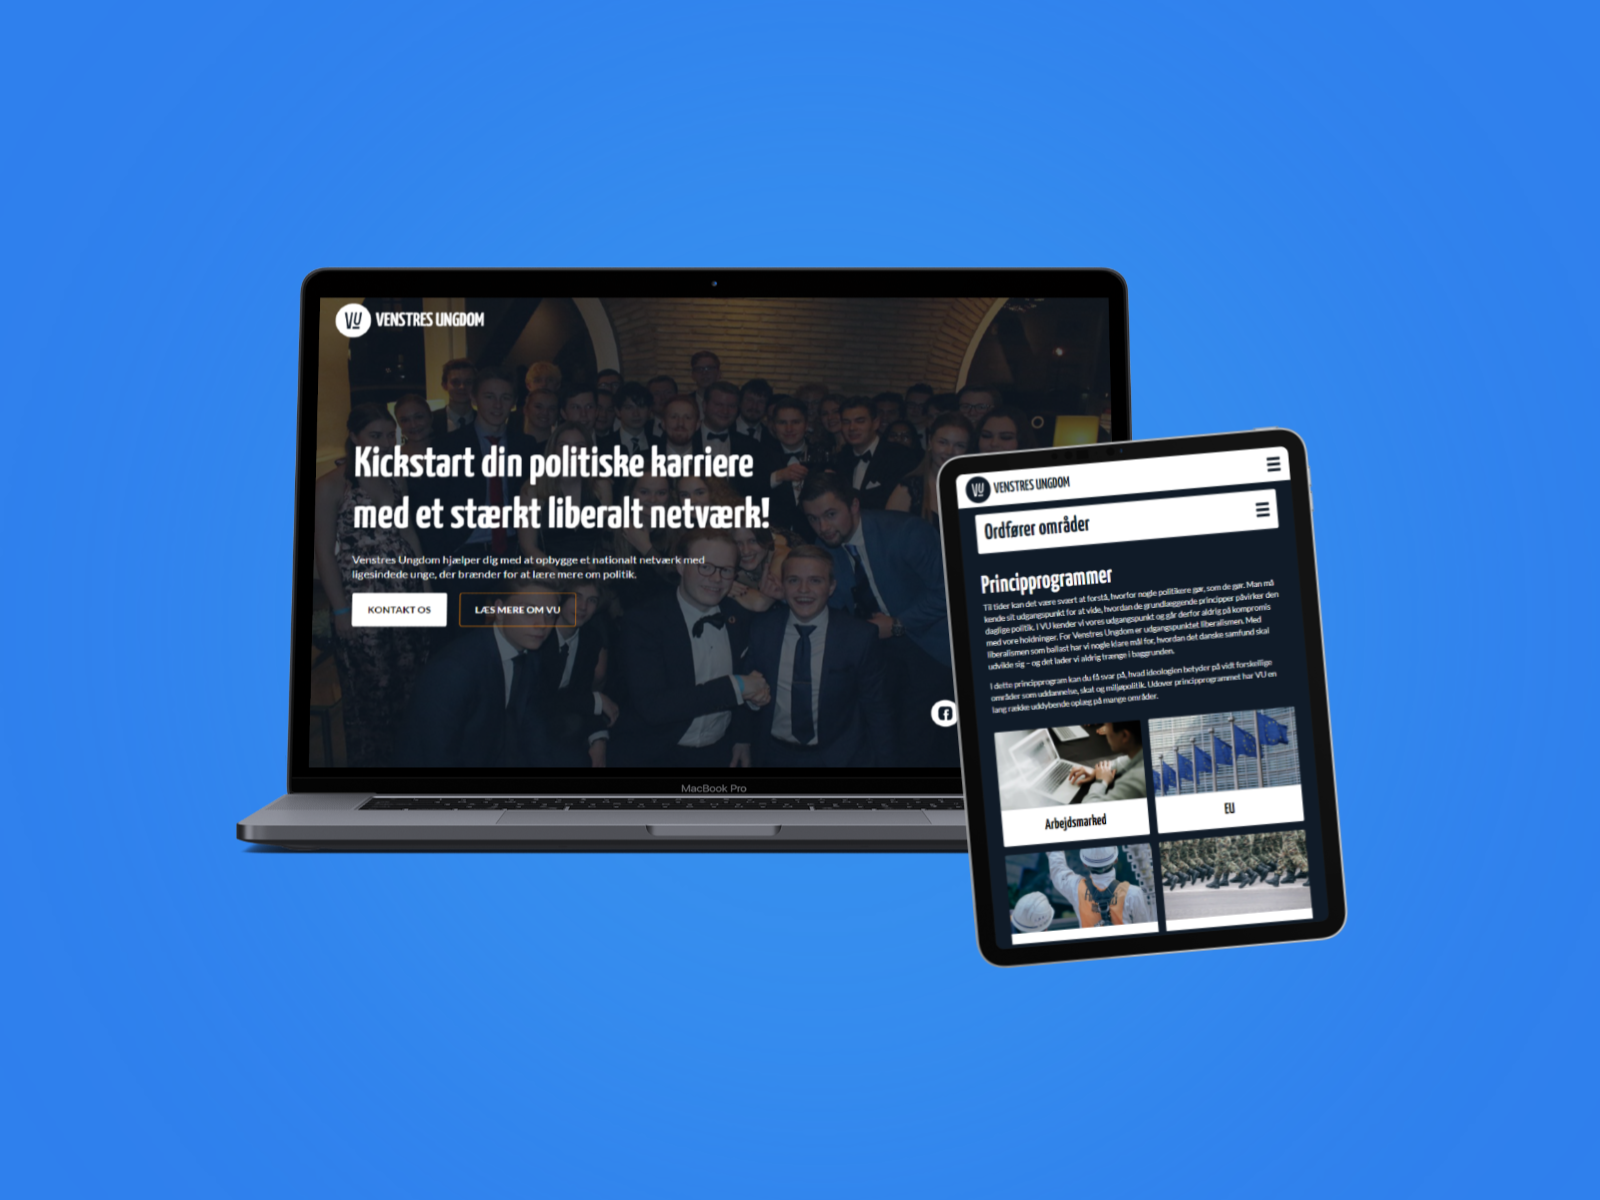 VU VENSTRES UNGDOM
Kickstart din politiske karriere
med et stærkt liberalt netværk!
Venstres Ungdom hjælper dig med at opbygge et nationalt netværk med
ligesindede unge, der brænder for at lære mere om politik.
KONTAKT OS
LÆS MERE OM VU
MacBook Pro
VU VENSTRES UNGDOM
Ordfører områder
Principprogrammer
Til tider kan det være svært at forstå, hvorfor nogle politikere gør, som de gør. Man må
kende sit udgangspunkt for at vide, hvordan de grundlæggende principper påvirker den
daglige politik. I VU kender vi vores udgangspunkt og går derfor aldrig på kompromis
med vore holdninger. For Venstres Ungdom er udgangspunktet liberalismen. Med
liberalismen som ballast har vi nogle klare mål for, hvordan det danske samfund skal
udvikle sig – og det lader vi aldrig trænge i baggrunden.
I dette principprogram kan du få svar på, hvad ideologien betyder på vidt forskellige
områder som uddannelse, skat og miljøpolitik. Udover principprogrammet har VU en
lang række uddybende oplæg på mange områder.
Arbejdsmarked
EU